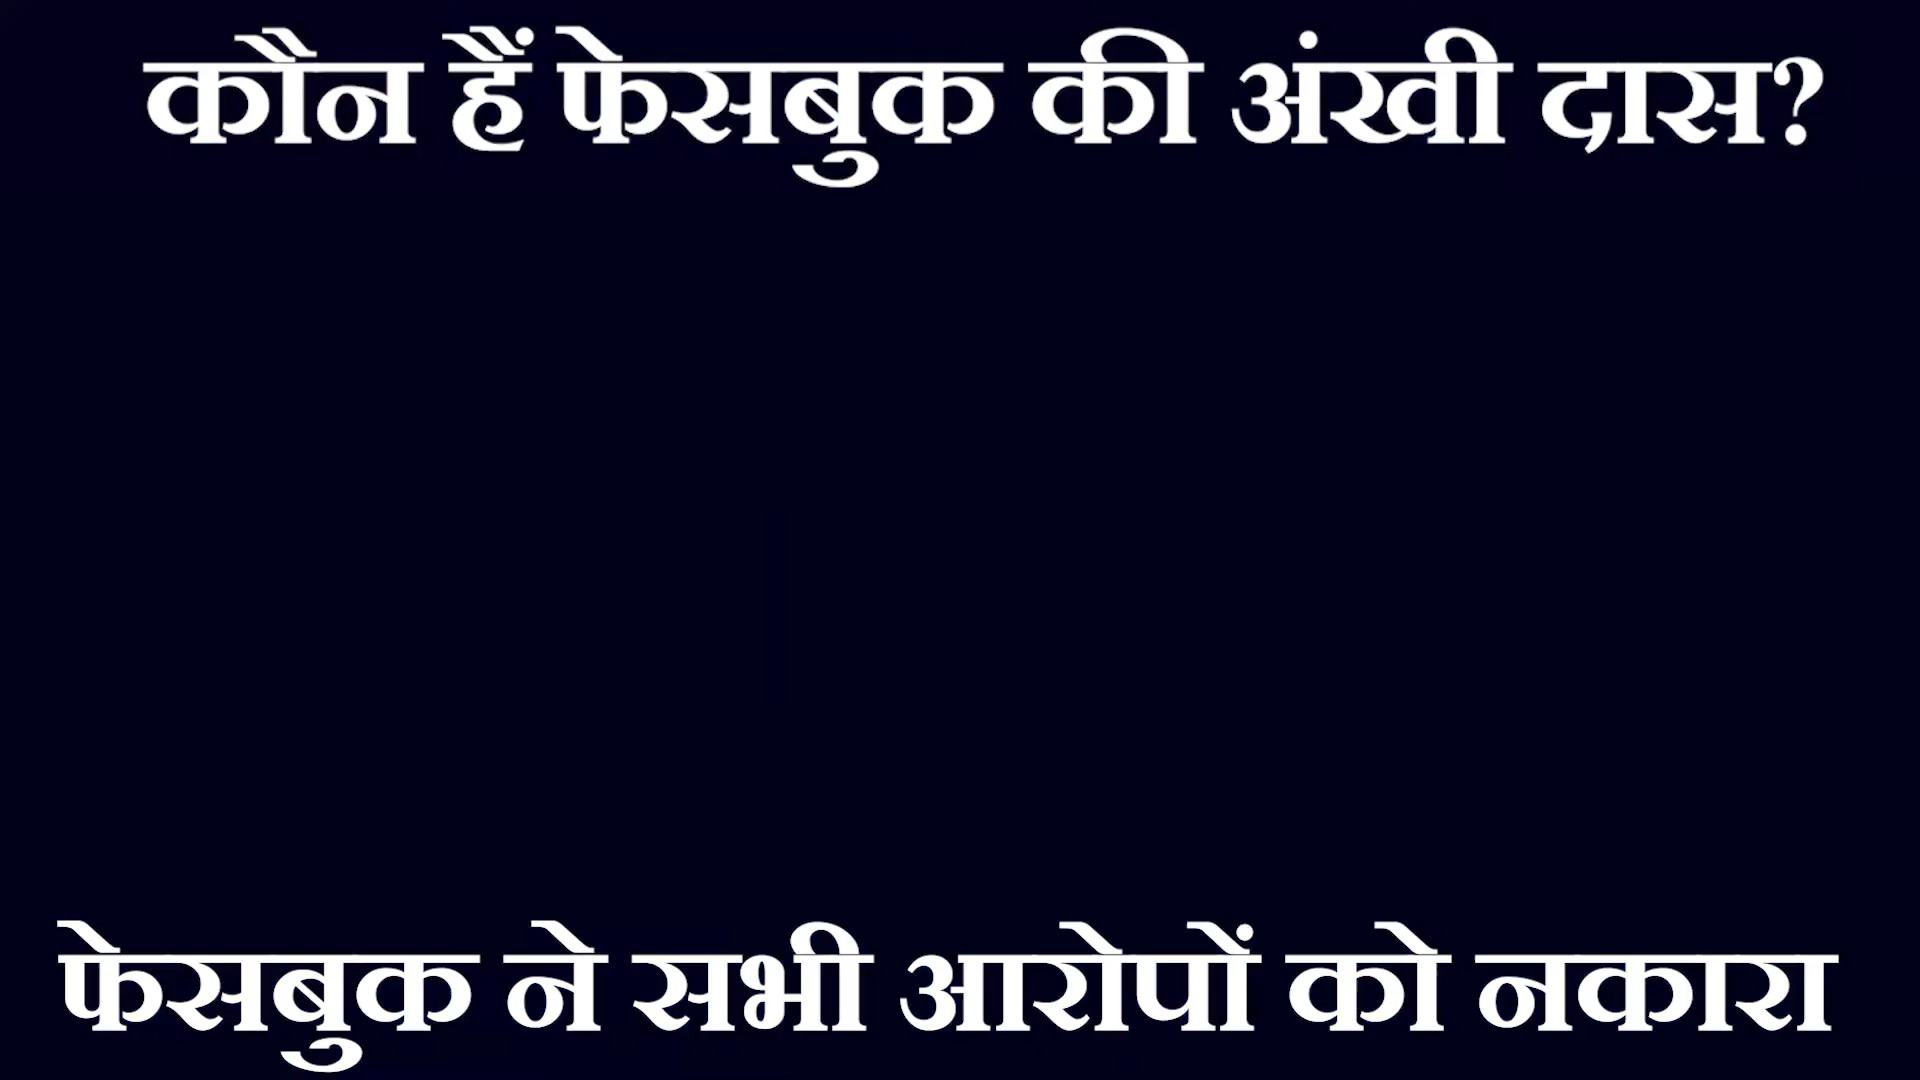 कौन हैं फेसबुक की अंखी दास?
फेसबुक ने सभी आरोपों को नकारा